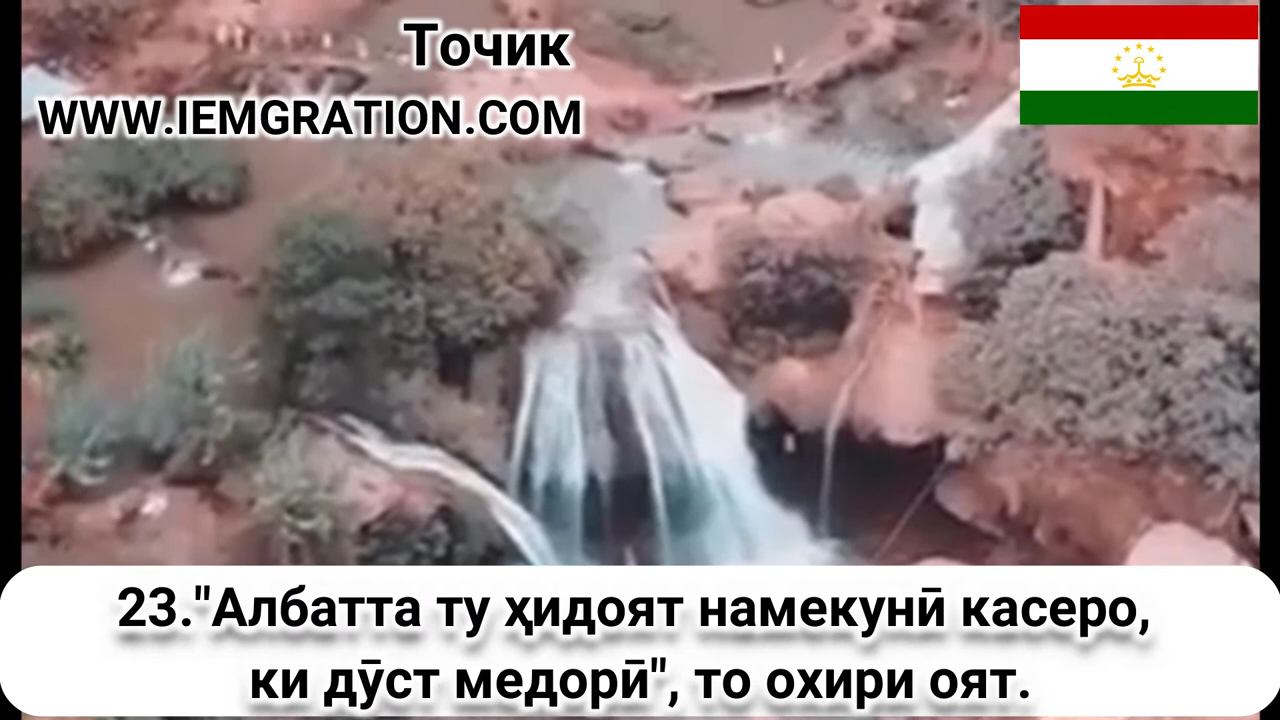 Точик
WWW.IEMGRATION.COM
23."Албатта ту ҳидоят намекунӣ касеро,
ки дӯст медорӣ", то охири оят.